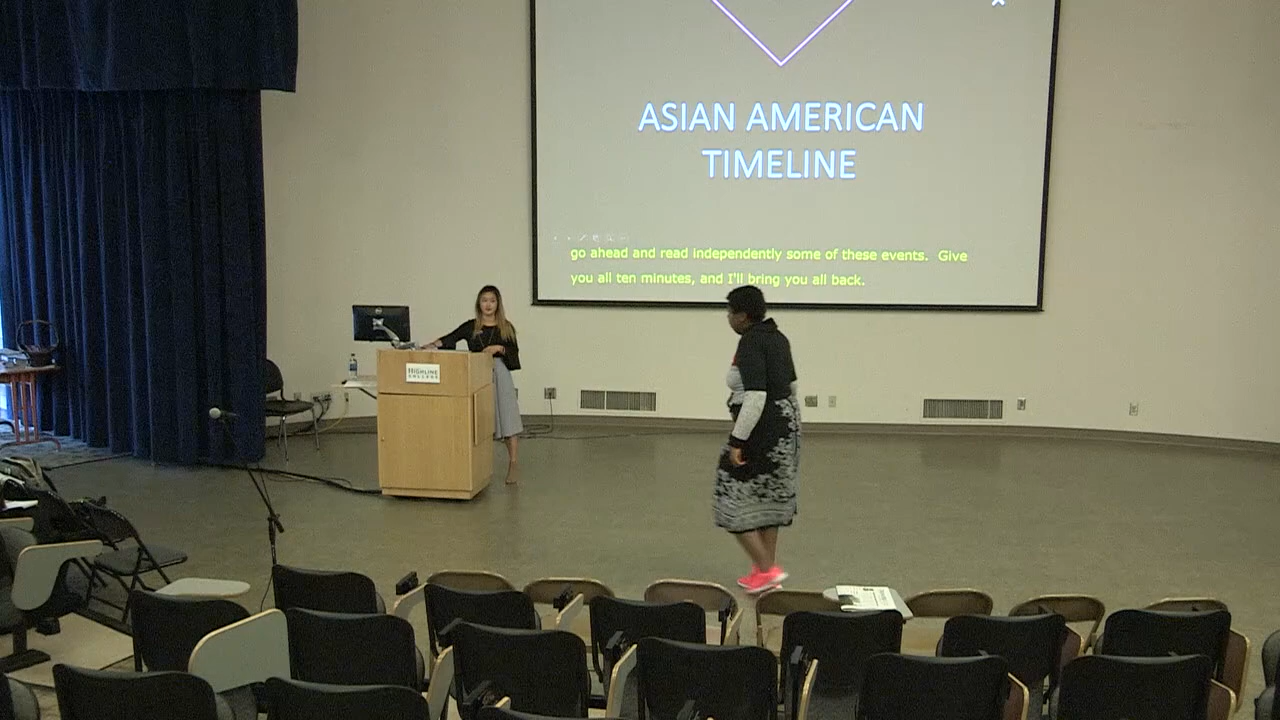 ASIAN AMERICAN
TIMELINE
go ahead and read independently some of these events.  Give
you all ten minutes, and I'll bring you all back.
HIGHLINE
COLLEGE